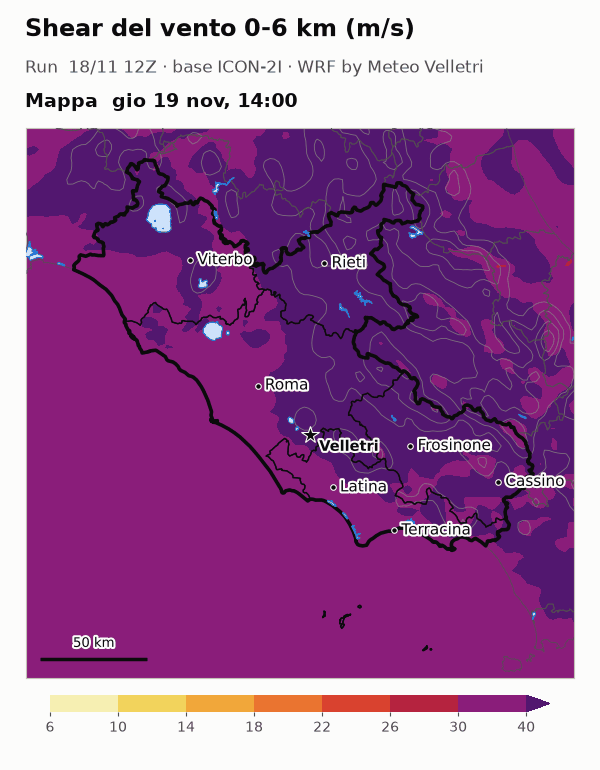 Shear del vento 0-6 km (m/s)
Run  18/11 12Z · base ICON-2I · WRF by Meteo Velletri
Mappa  gio 19 nov, 14:00
Viterbo
Rieti
Roma
Velletri
Frosinone
Latina
Cassino
Terracina
50 km
6 10 14 18 22 26 30 40